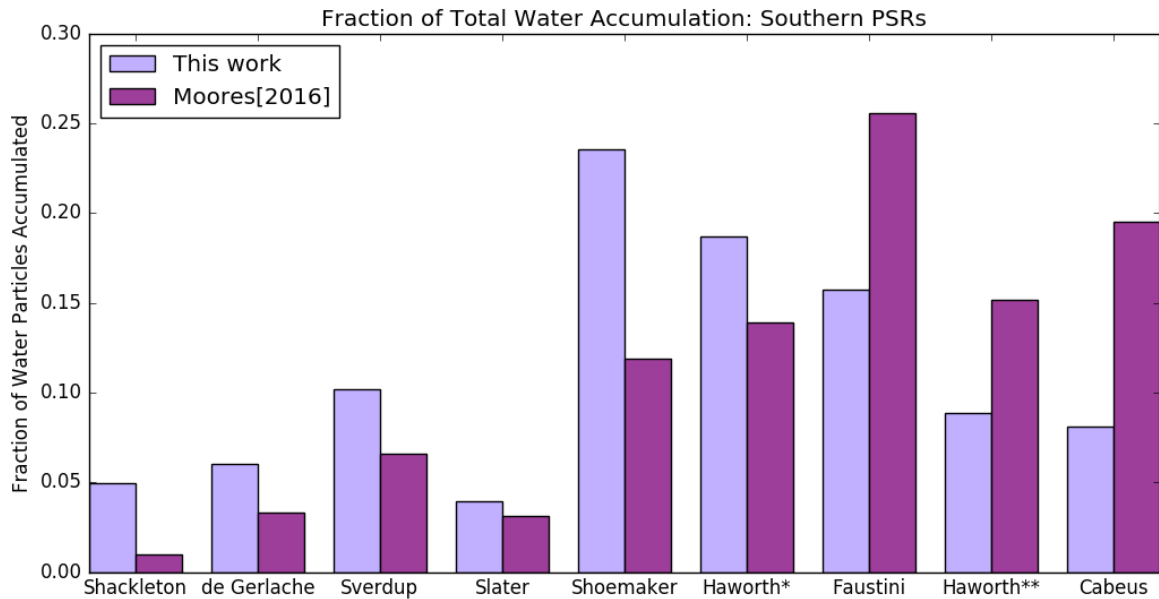 Fraction of Total Water Accumulation: Southern PSRs
This work
Moores[2016]
Fraction of Water Particles Accumulated
0.30
0.25
0.20
0.15
0.10
0.05
0.00
Shackleton de Gerlache Sverdup Slater Shoemaker Haworth* Faustini Haworth** Cabeus